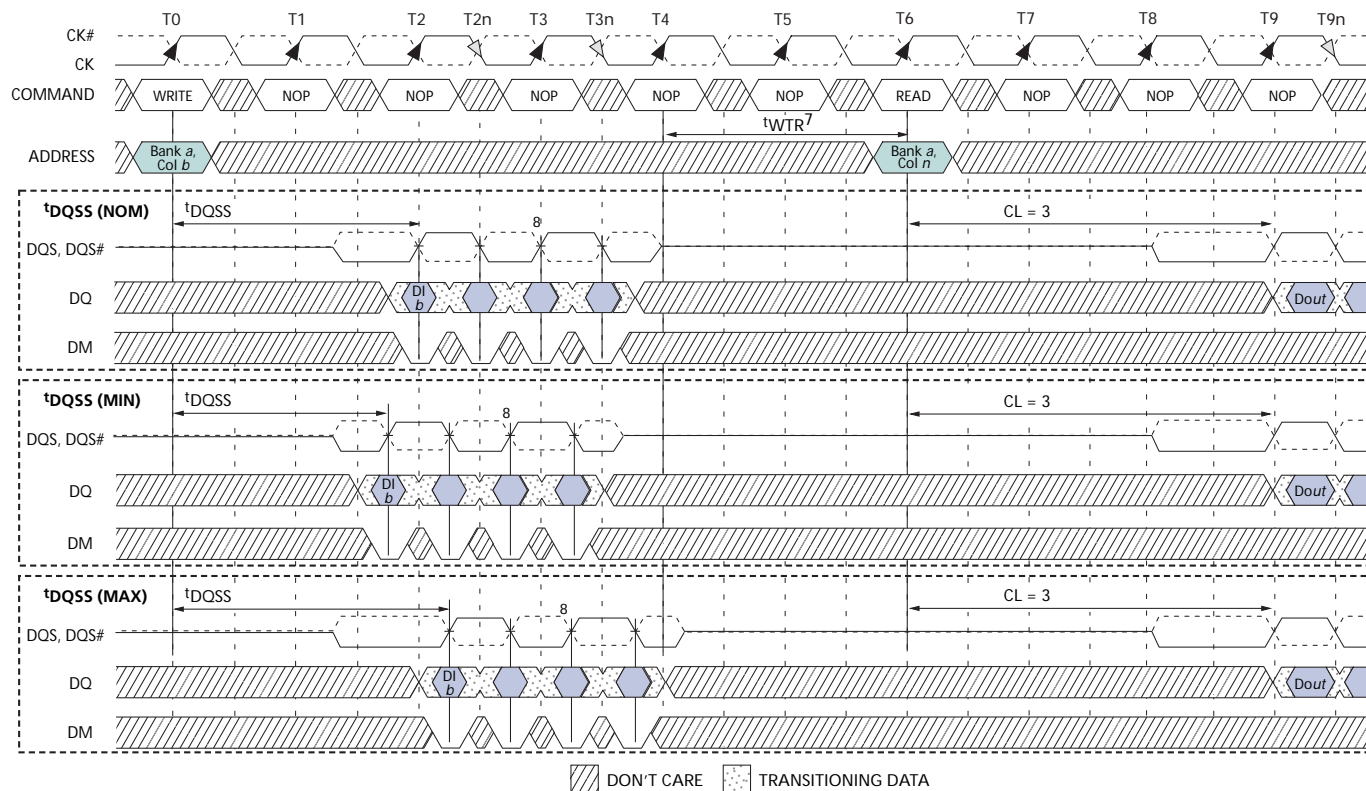 T0 T1 T2 T2n T3 T3n T4 T5 T6 T7 T8 T9 T9n
CK#
CK
COMMAND WRITE NOP NOP NOP NOP NOP READ NOP NOP NOP
tWTR7
ADDRESS Bank a, Col b Bank a, Col n
tDQSS (NOM) tDQSS CL = 3
8
DQS, DQS#
DQ DI b Dout
DM
tDQSS (MIN) tDQSS CL = 3
8
DQS, DQS#
DQ DI b Dout
DM
tDQSS (MAX) tDQSS CL = 3
8
DQS, DQS#
DQ DI b Dout
DM
DON'T CARE TRANSITIONING DATA